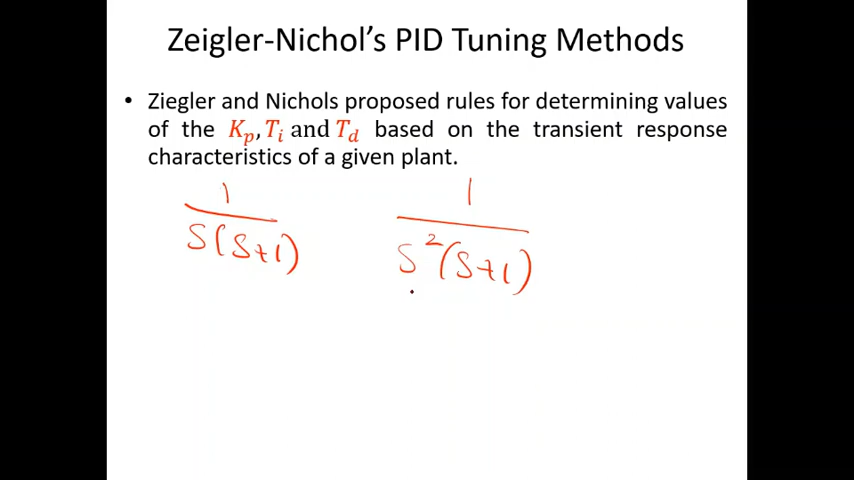 Zeigler-Nichol's PID Tuning Methods
• Ziegler and Nichols proposed rules for determining values
of the Kp, Ti and Td based on the transient response
characteristics of a given plant.
1 1
S(S+1) S²(S+1)